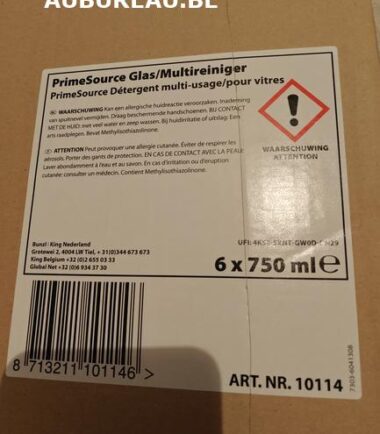 AUBUREAU.BE
PrimeSource Glas/Multireiniger
PrimeSource Détergent multi-usage/pour vitres
WAARSCHUWING Kan een allergische huidreactie veroorzaken. Inademing
van spuitnevel vermijden. Draag beschermende handschoenen. BIJ CONTACT
MET DE HUID: met veel water en zeep wassen. Bij huidirritatie of uitslag: Een
arts raadplegen. Bevat Methylisothiazolinone.
ATTENTION Peut provoquer une allergie cutanée. Éviter de respirer les
aérosols. Porter des gants de protection. EN CAS DE CONTACT AVEC LA PEAU:
Laver abondamment à l'eau et au savon. En cas d'irritation ou d'éruption
cutanée: consulter un médecin. Contient Methylisothiazolinone.
WAARSCHUWING
ATTENTION
Bunzl - King Nederland
Grotewei 2, 4004 LW Tiel, + 31(0)344 673 673
King Belgium +32 (0)2 655 03 33
Global Net +32 (0)6 934 37 30
UFI:
6 x 750 ml e
8 713211 101146 >
ART. NR. 10114
7303-6041308